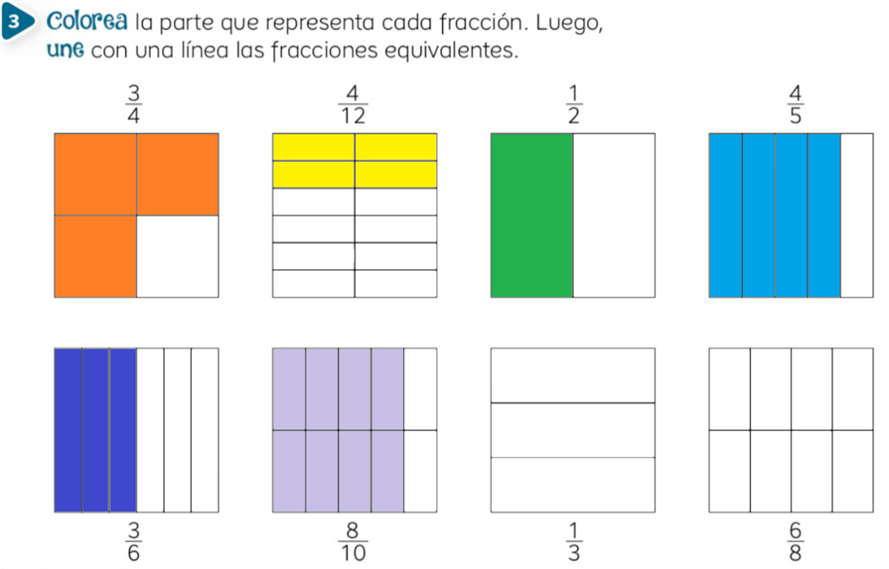 3 Colorea la parte que representa cada fracción. Luego,
une con una línea las fracciones equivalentes.
3/4 4/12 1/2 4/5
3/6 8/10 1/3 6/8